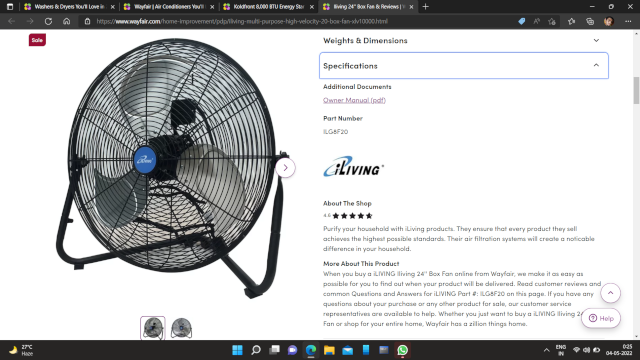 Washers & Dryers You'll Love in
Wayfair | Air Conditioners You'll
Koldfront 8,000 BTU Energy Star
iliving 24" Box Fan & Reviews | W
https://www.wayfair.com/home-improvement/pdp/iliving-multi-purpose-high-velocity-20-box-fan-xlv10000.html
Sale
iLIVING
Weights & Dimensions
Specifications
Additional Documents
Owner Manual (pdf)
Part Number
ILG8F20
iLIVING
About The Shop
4.6
Purify your household with iLiving products. They ensure that every product they sell
achieves the highest possible standards. Their air filtration systems will create a noticable
difference in your household.
More About This Product
When you buy a iLIVING Iliving 24" Box Fan online from Wayfair, we make it as easy as
possible for you to find out when your product will be delivered. Read customer reviews and
common Questions and Answers for iLIVING Part #: ILG8F20 on this page. If you have any
questions about your purchase or any other product for sale, our customer service
representatives are available to help. Whether you just want to buy a iLIVING Iliving 24"
Fan or shop for your entire home, Wayfair has a zillion things home.
Help
27°C
Haze
ENG
IN
0:25
04-05-2022